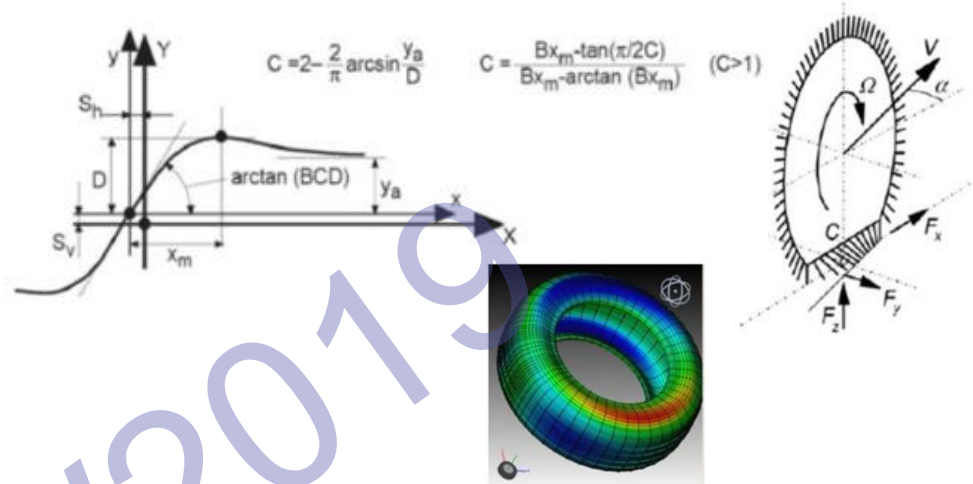 y Y
C =2– 2/π arcsin y_a/D
C = Bx_m-tan(π/2C) / Bx_m-arctan (Bx_m) (C>1)
S_h
D
arctan (BCD)
y_a
x
X
S_v
x_m
V
Ω
α
C
F_x
F_y
F_z
/2019